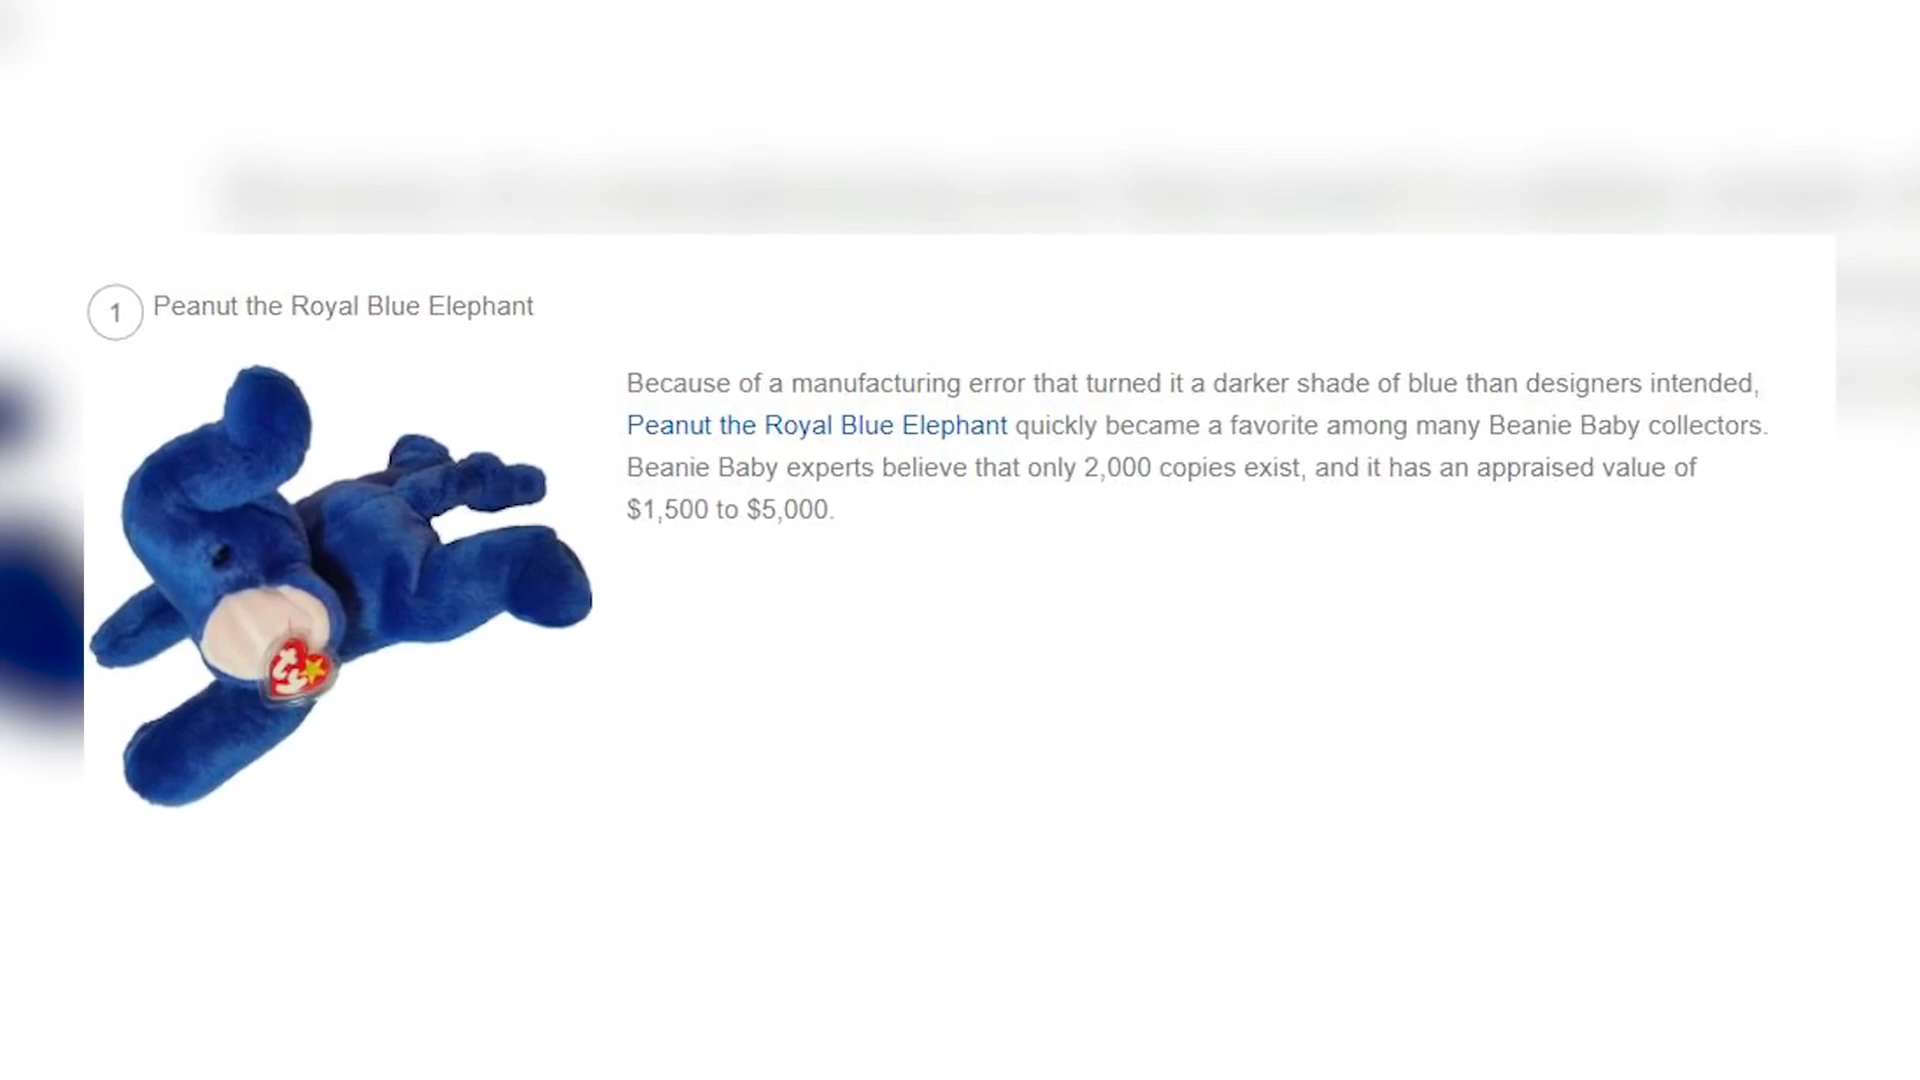 1 Peanut the Royal Blue Elephant
Because of a manufacturing error that turned it a darker shade of blue than designers intended,
Peanut the Royal Blue Elephant quickly became a favorite among many Beanie Baby collectors.
Beanie Baby experts believe that only 2,000 copies exist, and it has an appraised value of
$1,500 to $5,000.
ty